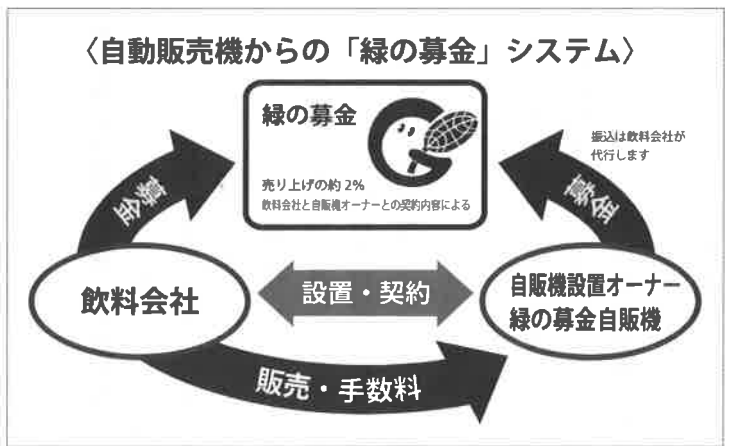 〈自動販売機からの「緑の募金」システム〉
緑の募金
売り上げの約2%
飲料会社と自販機オーナーとの契約内容による
振込は飲料会社が
代行します
募金
募金
飲料会社
設置・契約
自販機設置オーナー
緑の募金自販機
販売・手数料